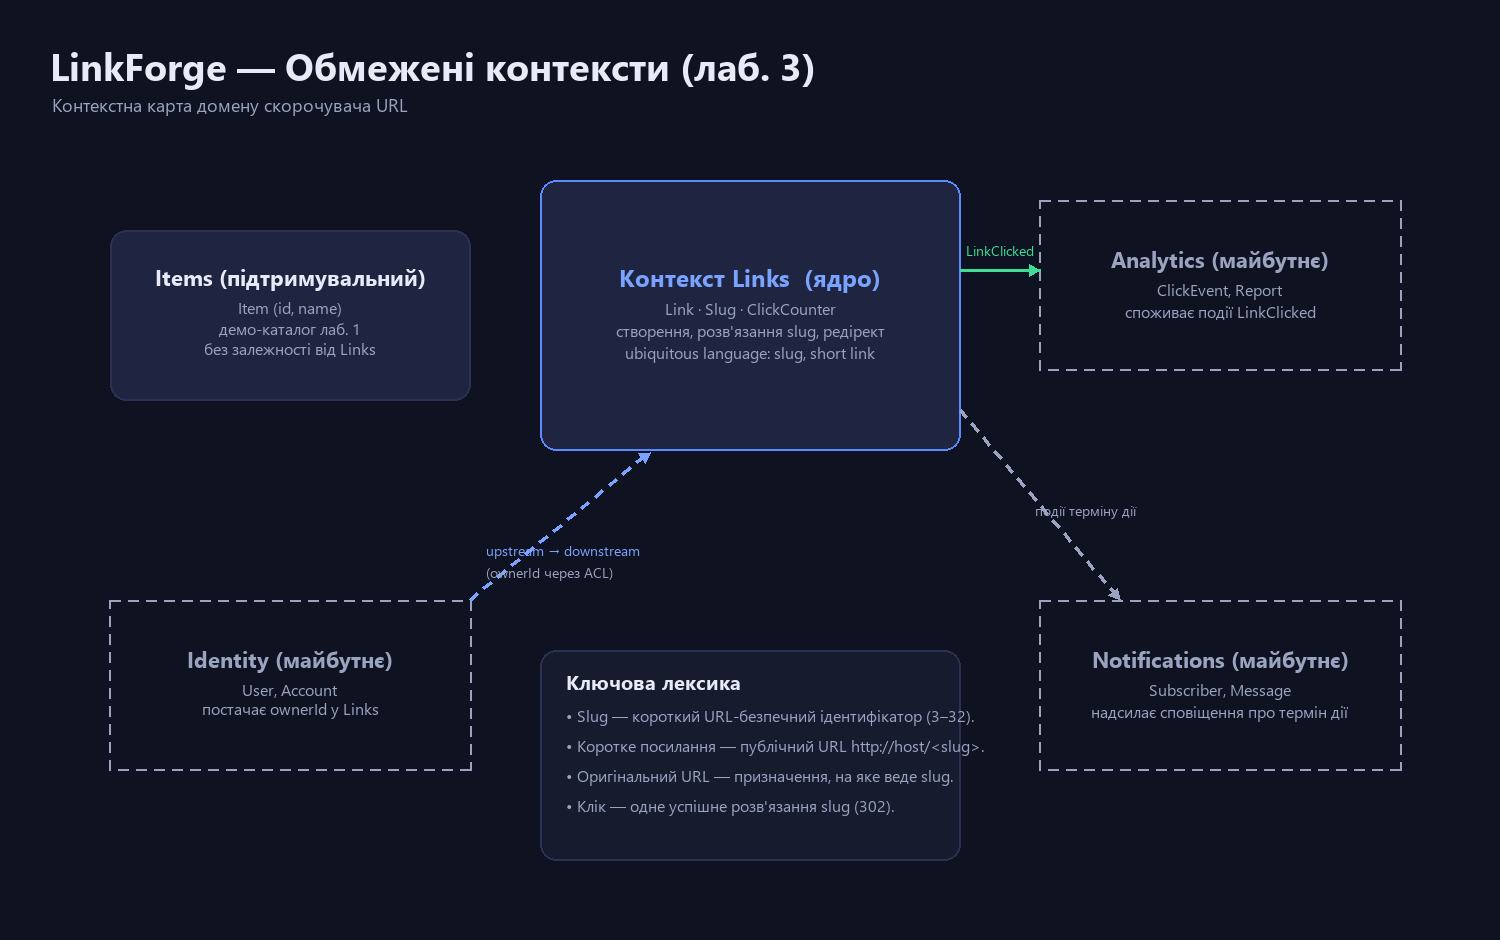 LinkForge — Обмежені контексти (лаб. 3)
Контекстна карта домену скорочувача URL
Items (підтримувальний)
Item (id, name)
демо-каталог лаб. 1
без залежності від Links
Контекст Links (ядро)
Link · Slug · ClickCounter
створення, розв'язання slug, редірект
ubiquitous language: slug, short link
LinkClicked
Analytics (майбутнє)
ClickEvent, Report
споживає події LinkClicked
події терміну дії
upstream → downstream
(ownerId через ACL)
Identity (майбутнє)
User, Account
постачає ownerId у Links
Ключова лексика
• Slug — короткий URL-безпечний ідентифікатор (3–32).
• Коротке посилання — публічний URL http://host/<slug>.
• Оригінальний URL — призначення, на яке веде slug.
• Клік — одне успішне розв'язання slug (302).
Notifications (майбутнє)
Subscriber, Message
надсилає сповіщення про термін дії